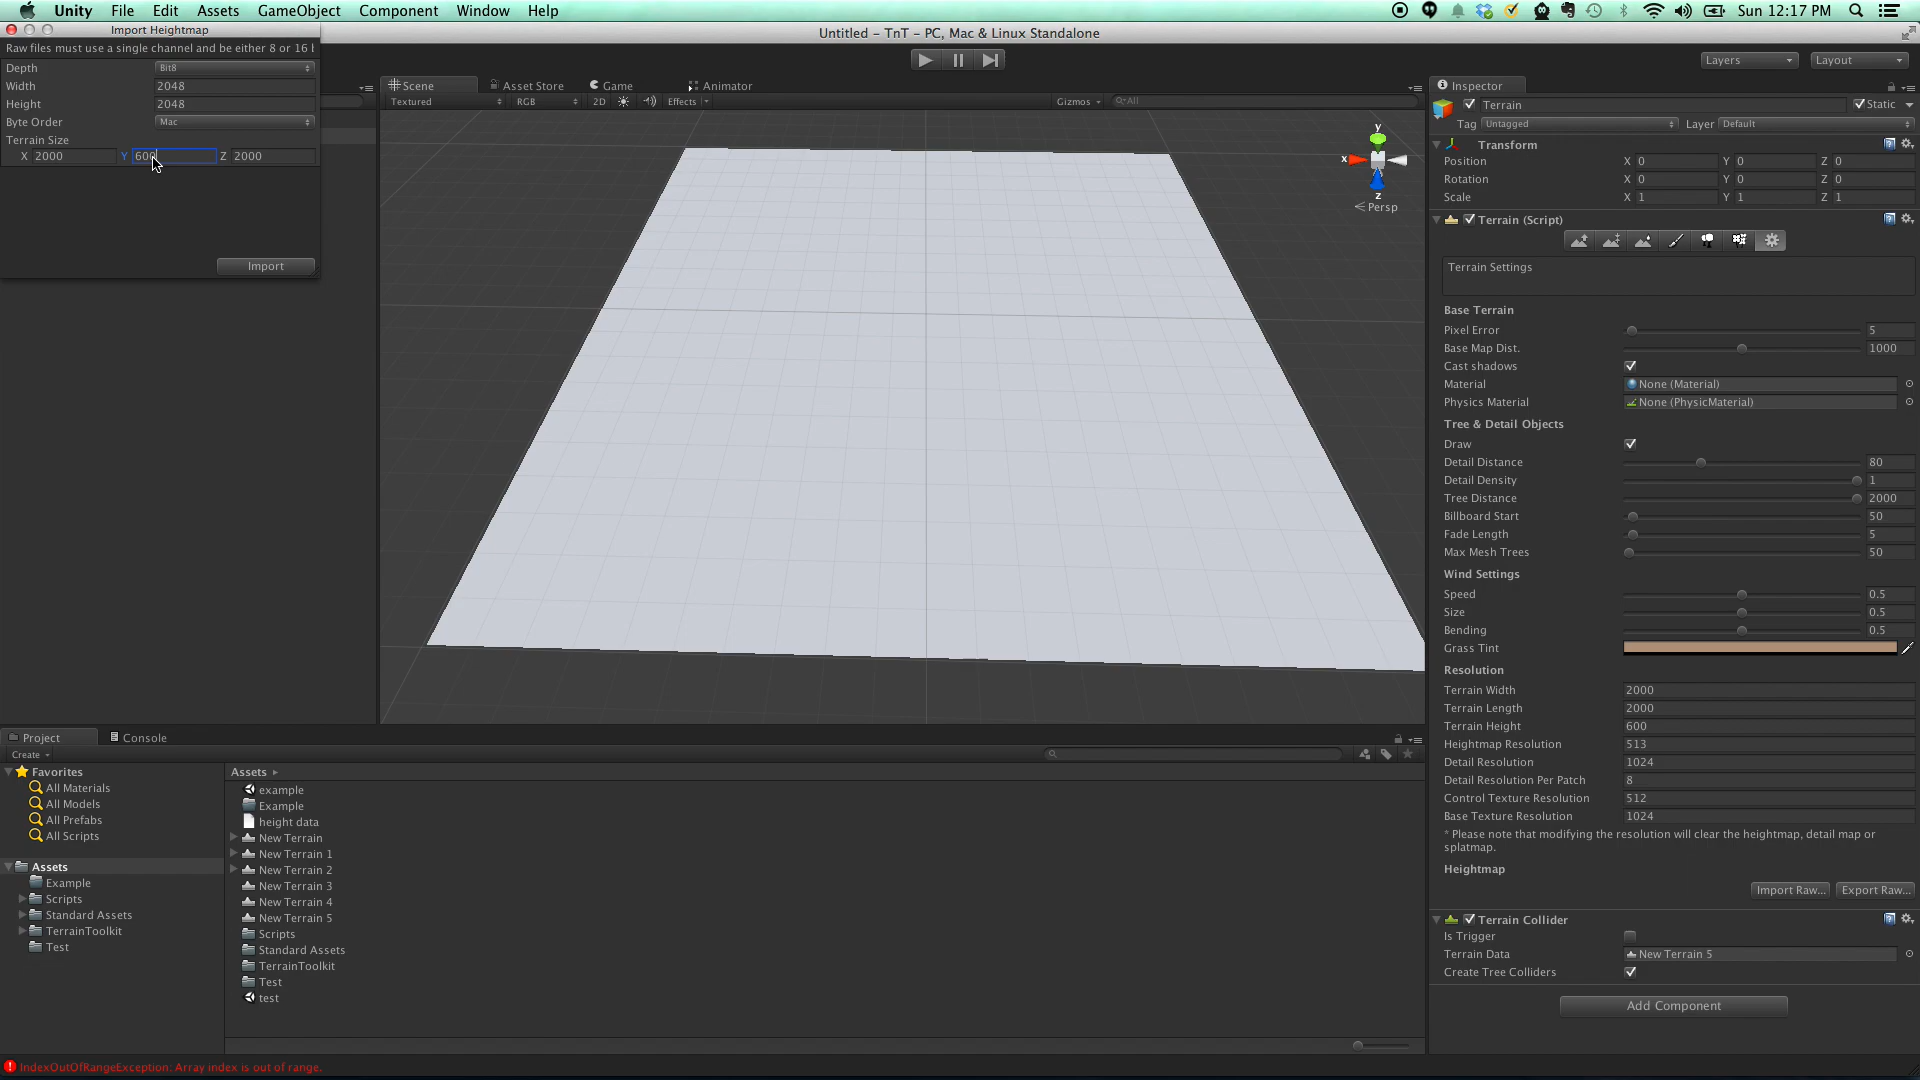 Unity File Edit Assets GameObject Component Window Help Sun 12:17 PM
Import Heightmap
Untitled - TnT - PC, Mac & Linux Standalone
Raw files must use a single channel and be either 8 or 16
Depth Bit8
Width 2048
Height 2048
Byte Order Mac
Terrain Size
X 2000 Y 600 Z 2000
Import
Layers Layout
Scene Asset Store Game Animator
Textured RGB 2D Effects Gizmos All
y
x
z
Persp
Inspector
Terrain Static
Tag Untagged Layer Default
Transform
Position X 0 Y 0 Z 0
Rotation X 0 Y 0 Z 0
Scale X 1 Y 1 Z 1
Terrain (Script)
Terrain Settings
Base Terrain
Pixel Error 5
Base Map Dist. 1000
Cast shadows
Material None (Material)
Physics Material None (PhysicMaterial)
Tree & Detail Objects
Draw
Detail Distance 80
Detail Density 1
Tree Distance 2000
Billboard Start 50
Fade Length 5
Max Mesh Trees 50
Wind Settings
Speed 0.5
Size 0.5
Bending 0.5
Grass Tint
Resolution
Terrain Width 2000
Terrain Length 2000
Terrain Height 600
Heightmap Resolution 513
Detail Resolution 1024
Detail Resolution Per Patch 8
Control Texture Resolution 512
Base Texture Resolution 1024
* Please note that modifying the resolution will clear the heightmap, detail map or
splatmap.
Heightmap
Import Raw... Export Raw...
Terrain Collider
Is Trigger
Terrain Data New Terrain 5
Create Tree Colliders
Add Component
Project Console
Create
Favorites
All Materials
All Models
All Prefabs
All Scripts
Assets
Example
Scripts
Standard Assets
TerrainToolkit
Test
Assets
example
Example
height data
New Terrain
New Terrain 1
New Terrain 2
New Terrain 3
New Terrain 4
New Terrain 5
Scripts
Standard Assets
TerrainToolkit
Test
test
IndexOutOfRangeException: Array index is out of range.